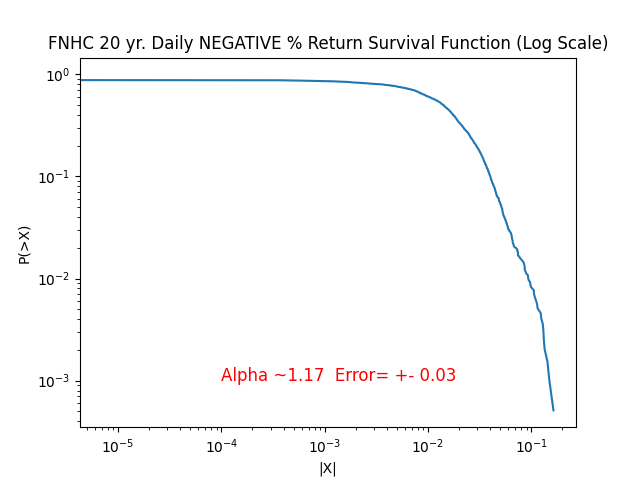 FNHC 20 yr. Daily NEGATIVE % Return Survival Function (Log Scale)
10⁰
10⁻¹
10⁻²
10⁻³
P(>X)
Alpha ~1.17  Error= +- 0.03
10⁻⁵ 10⁻⁴ 10⁻³ 10⁻² 10⁻¹
|X|